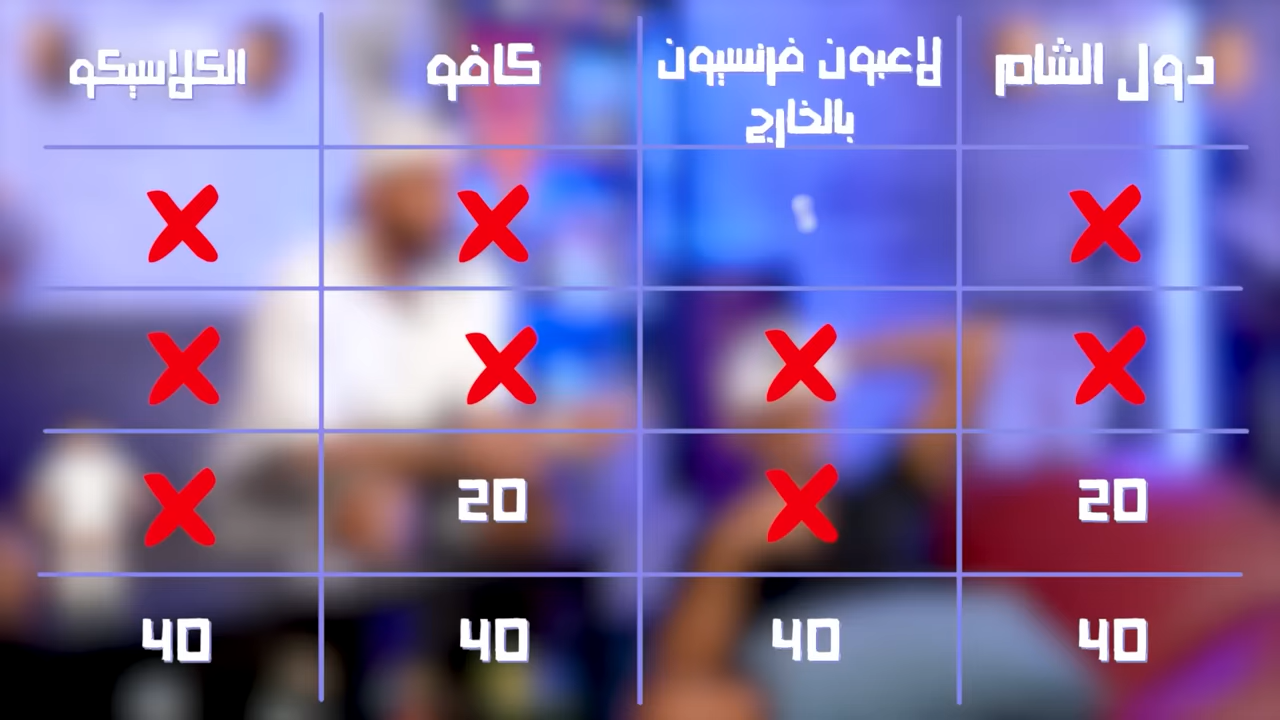 دول الشام
لاعبون فرنسيون
بالخارج
كافو
الكلاسيكو
20 20
40 40 40 40